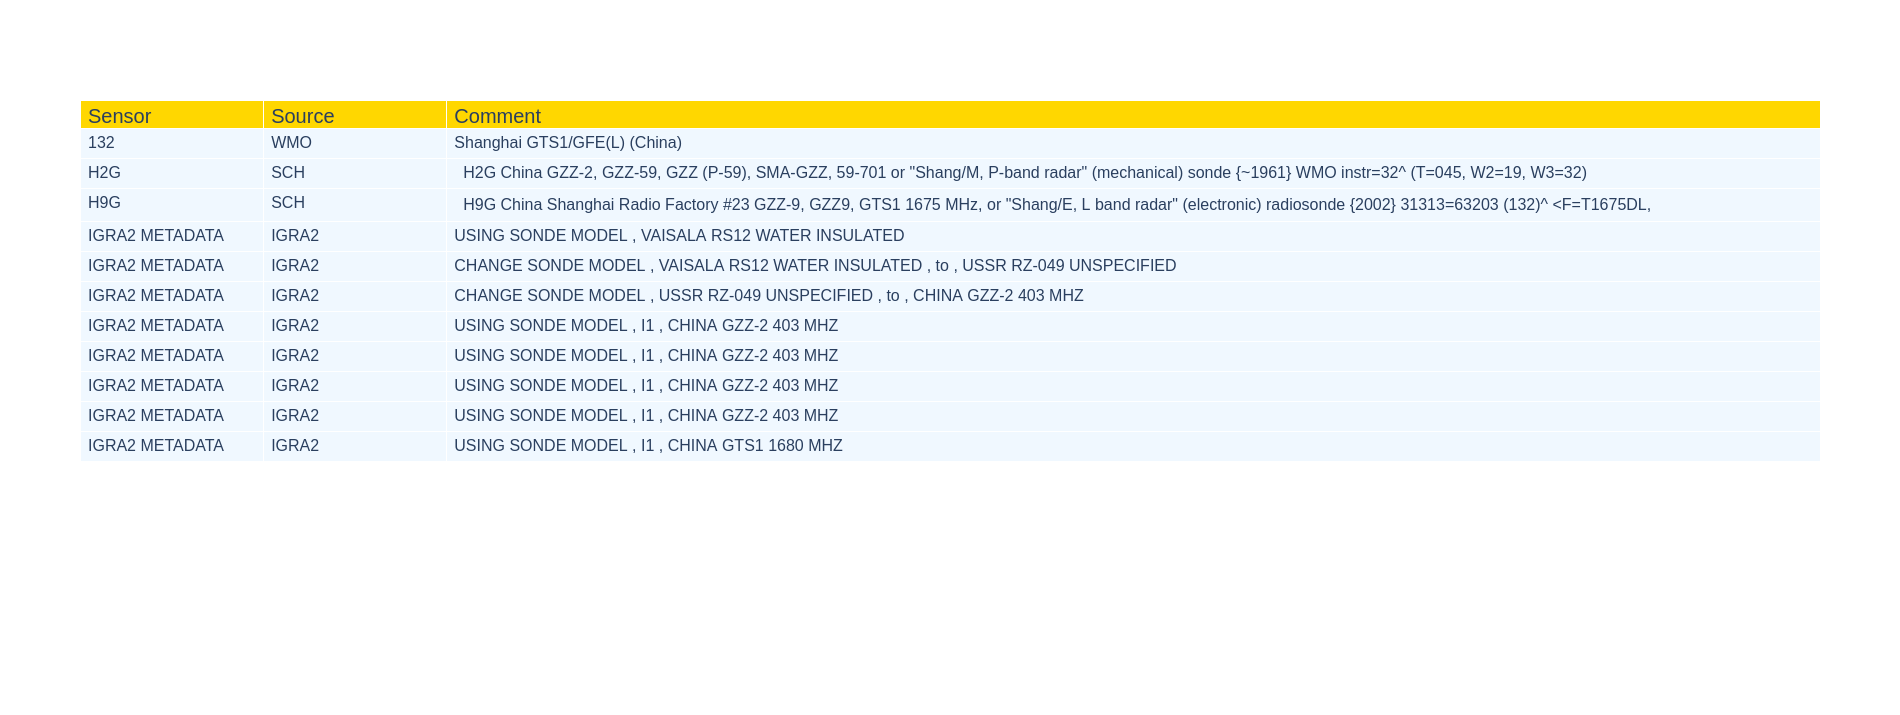 Sensor Source Comment
132 WMO Shanghai GTS1/GFE(L) (China)
H2G SCH H2G China GZZ-2, GZZ-59, GZZ (P-59), SMA-GZZ, 59-701 or "Shang/M, P-band radar" (mechanical) sonde {~1961} WMO instr=32^ (T=045, W2=19, W3=32)
H9G SCH H9G China Shanghai Radio Factory #23 GZZ-9, GZZ9, GTS1 1675 MHz, or "Shang/E, L band radar" (electronic) radiosonde {2002} 31313=63203 (132)^ <F=T1675DL,
IGRA2 METADATA IGRA2 USING SONDE MODEL , VAISALA RS12 WATER INSULATED
IGRA2 METADATA IGRA2 CHANGE SONDE MODEL , VAISALA RS12 WATER INSULATED , to , USSR RZ-049 UNSPECIFIED
IGRA2 METADATA IGRA2 CHANGE SONDE MODEL , USSR RZ-049 UNSPECIFIED , to , CHINA GZZ-2 403 MHZ
IGRA2 METADATA IGRA2 USING SONDE MODEL , I1 , CHINA GZZ-2 403 MHZ
IGRA2 METADATA IGRA2 USING SONDE MODEL , I1 , CHINA GZZ-2 403 MHZ
IGRA2 METADATA IGRA2 USING SONDE MODEL , I1 , CHINA GZZ-2 403 MHZ
IGRA2 METADATA IGRA2 USING SONDE MODEL , I1 , CHINA GZZ-2 403 MHZ
IGRA2 METADATA IGRA2 USING SONDE MODEL , I1 , CHINA GTS1 1680 MHZ